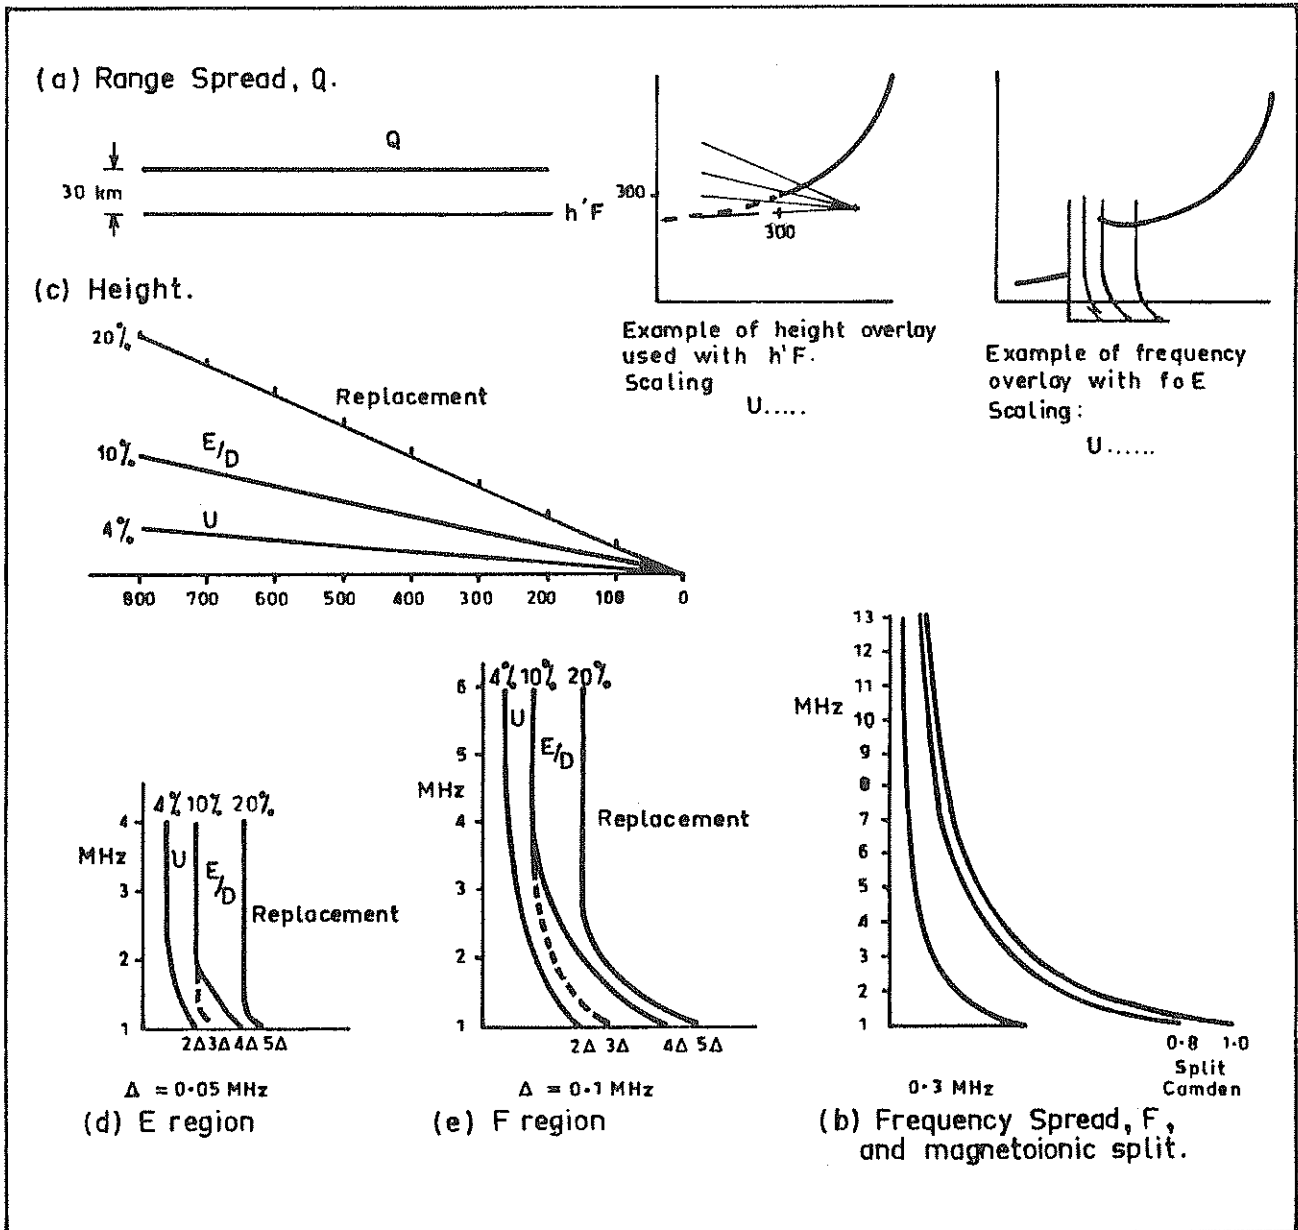 (a) Range Spread, Q.
Q
30 km
h'F
300
300
Example of height overlay
used with h'F.
Scaling
U.....
Example of frequency
overlay with foE
Scaling:
U......
(c) Height.
20%
Replacement
10%
E/D
4%
U
800 700 600 500 400 300 200 100 0
4% 10% 20%
4
U
MHz
E/D
3
Replacement
2
1
2Δ 3Δ 4Δ 5Δ
Δ = 0.05 MHz
(d) E region
4% 10% 20%
6
U
E/D
5
MHz
4
Replacement
3
2
1
2Δ 3Δ 4Δ 5Δ
Δ = 0.1 MHz
(e) F region
13
12
11
MHz
10
9
8
7
6
5
4
3
2
1
0.8 1.0
Split
Camden
0.3 MHz
(b) Frequency Spread, F,
and magnetoionic split.